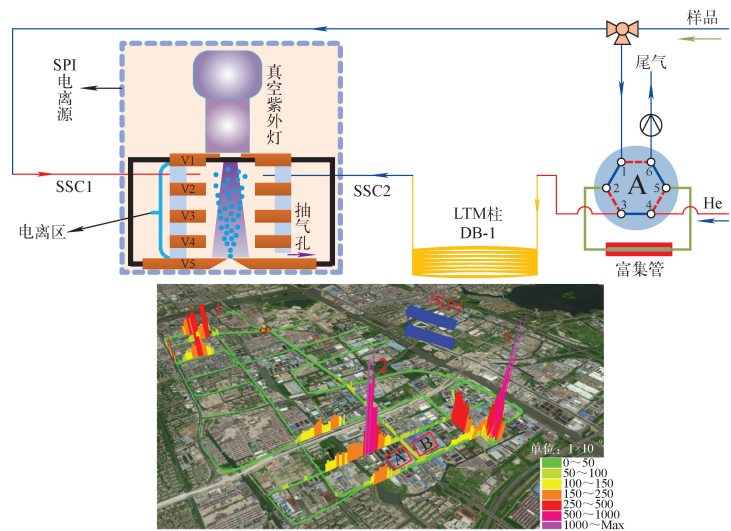 样品
SPI
电
离
源
真
空
紫
外
灯
尾气
V1
V2
V3
V4
V5
SSC1
SSC2
电离区
抽
气
孔
LTM柱
DB-1
A
1
2
3
4
5
6
He
富集管
风向
1
2
1
A
B
单位：1×10⁻⁹
0～50
50～100
100～150
150～250
250～500
500～1000
1000～Max